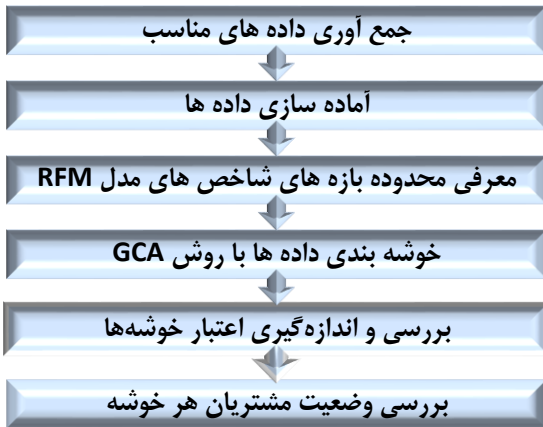 جمع آوری داده های مناسب
آماده سازی داده ها
معرفی محدوده بازه های شاخص های مدل RFM
خوشه بندی داده ها با روش GCA
بررسی و اندازه‌گیری اعتبار خوشه‌ها
بررسی وضعیت مشتریان هر خوشه